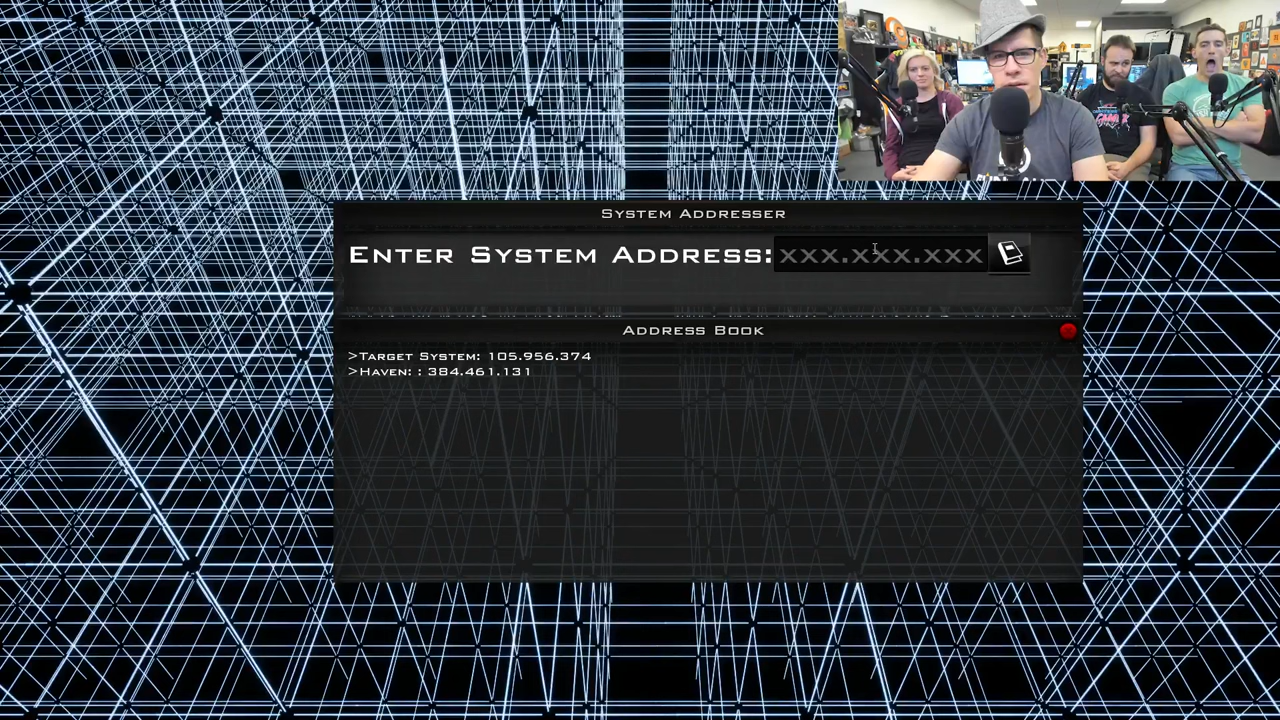 System Addresser
Enter System Address: xxx.xxx.xxx
Address Book
>Target System: 105.956.374
>Haven: : 384.461.131